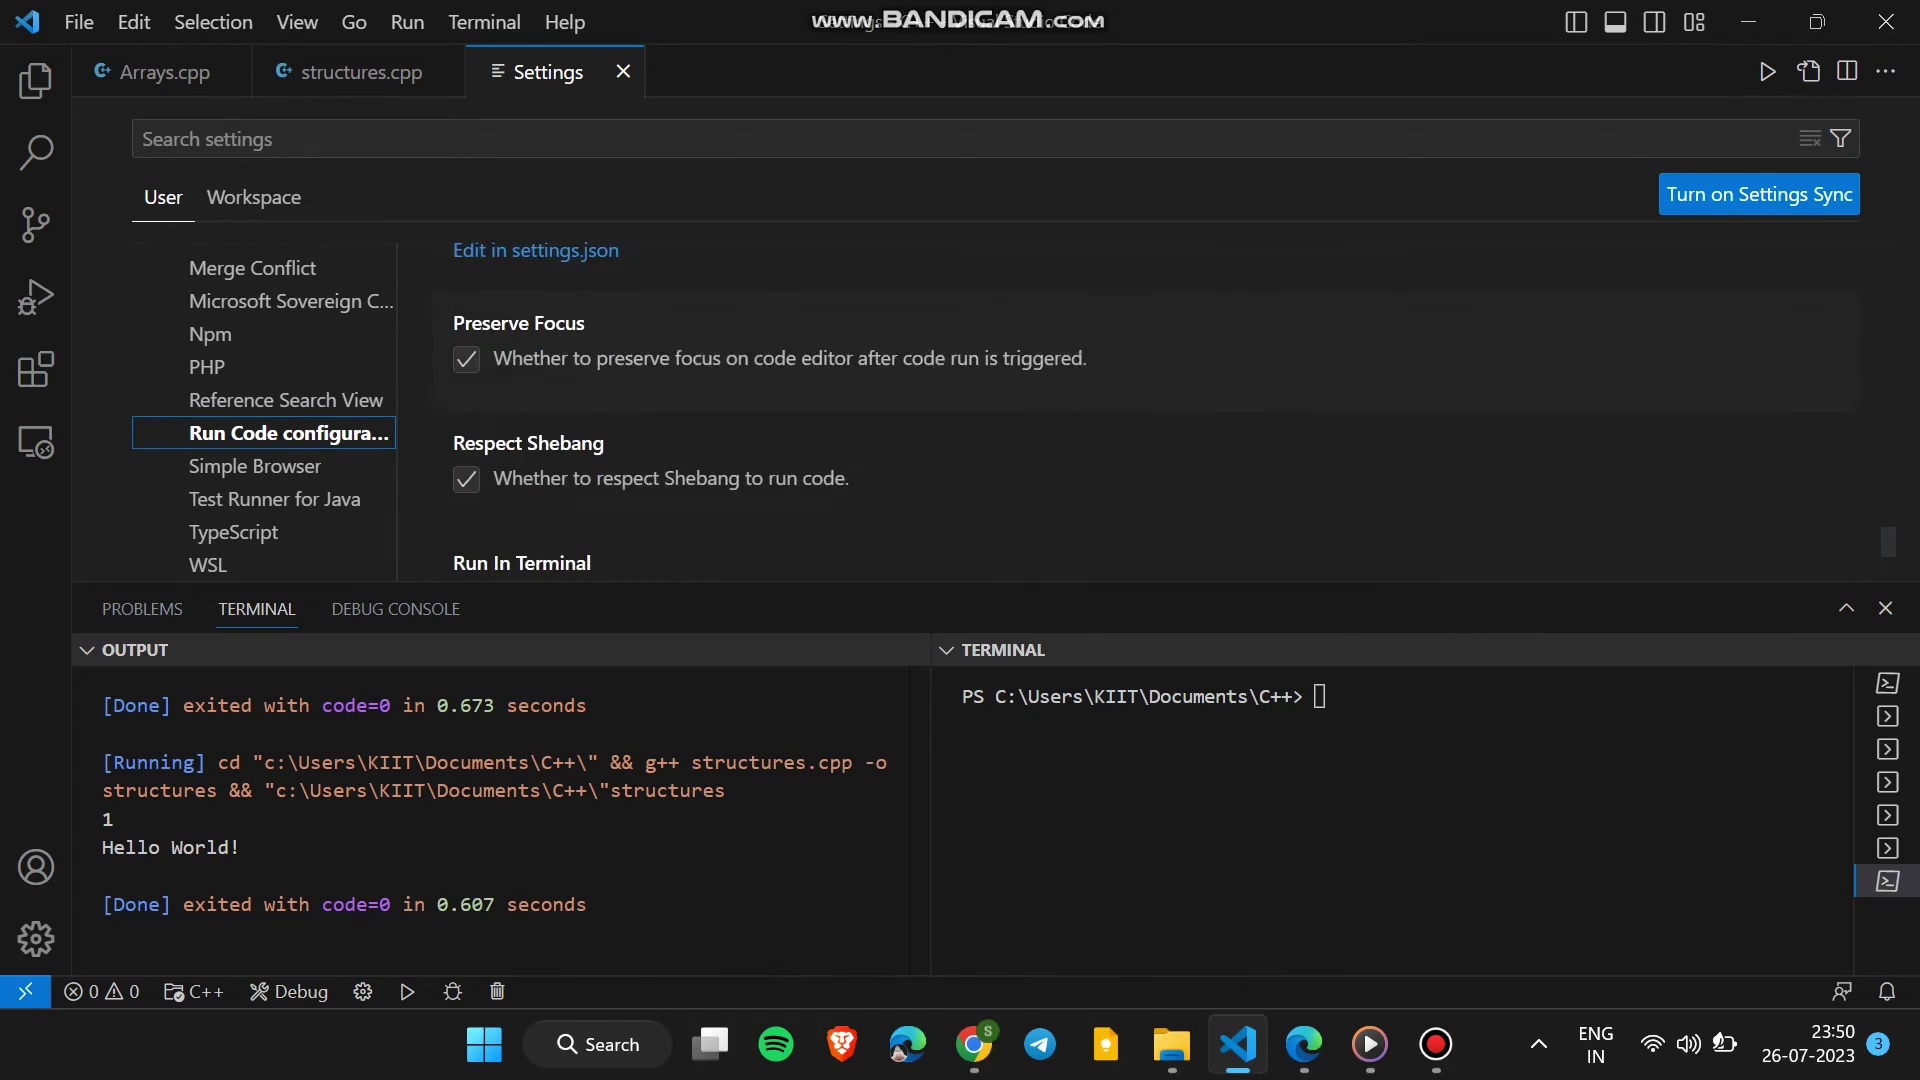 File Edit Selection View Go Run Terminal Help
www.BANDICAM.com
Arrays.cpp
structures.cpp
Settings
Search settings
User
Workspace
Turn on Settings Sync
Merge Conflict
Microsoft Sovereign C...
Npm
PHP
Reference Search View
Run Code configura...
Simple Browser
Test Runner for Java
TypeScript
WSL
Edit in settings.json
Preserve Focus
Whether to preserve focus on code editor after code run is triggered.
Respect Shebang
Whether to respect Shebang to run code.
Run In Terminal
PROBLEMS
TERMINAL
DEBUG CONSOLE
OUTPUT
[Done] exited with code=0 in 0.673 seconds
[Running] cd "c:\Users\KIIT\Documents\C++\" && g++ structures.cpp -o
structures && "c:\Users\KIIT\Documents\C++\"structures
1
Hello World!
[Done] exited with code=0 in 0.607 seconds
TERMINAL
PS C:\Users\KIIT\Documents\C++>
0
0
C++
Debug
Search
S
ENG
IN
23:50
26-07-2023
3